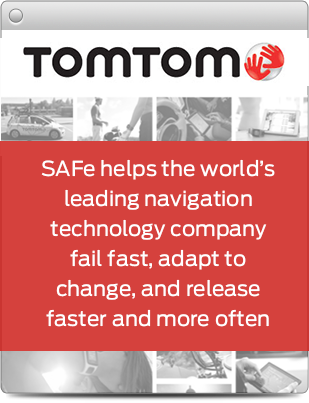 TOMTOM
SAFe helps the world's
leading navigation
technology company
fail fast, adapt to
change, and release
faster and more often